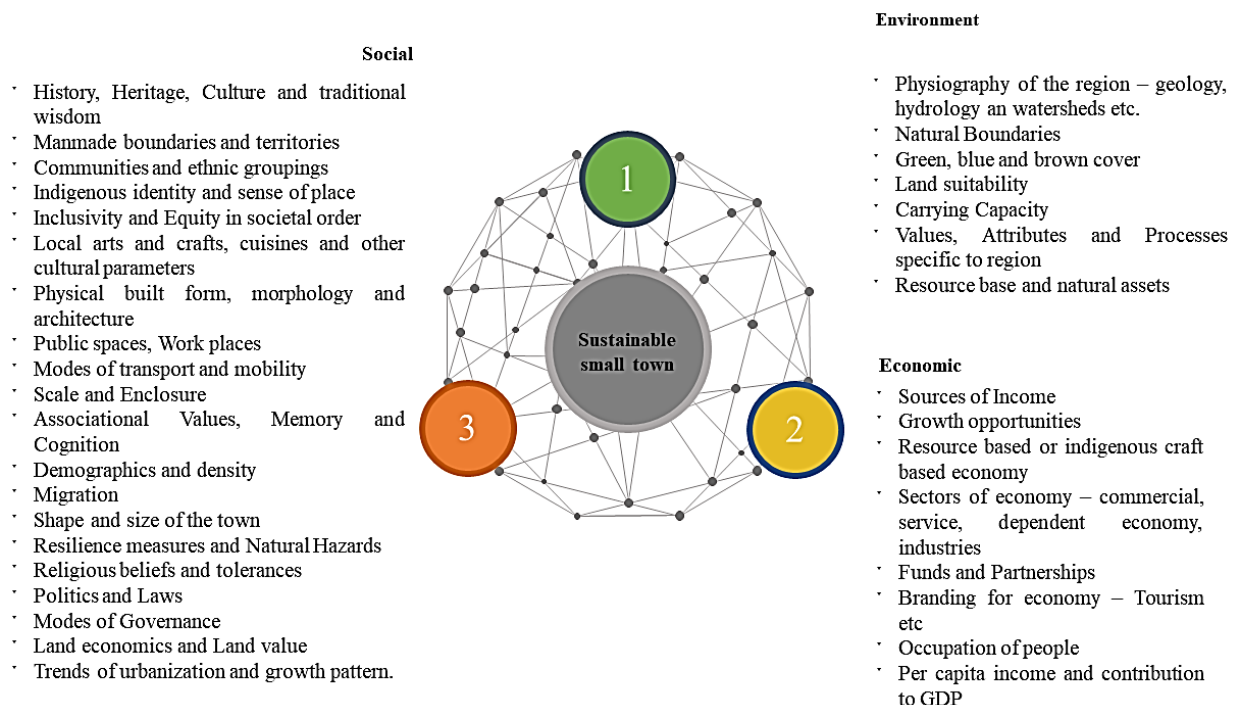 Social
· History, Heritage, Culture and traditional
wisdom
· Manmade boundaries and territories
· Communities and ethnic groupings
· Indigenous identity and sense of place
· Inclusivity and Equity in societal order
· Local arts and crafts, cuisines and other
cultural parameters
· Physical built form, morphology and
architecture
· Public spaces, Work places
· Modes of transport and mobility
· Scale and Enclosure
· Associational Values, Memory and
Cognition
· Demographics and density
· Migration
· Shape and size of the town
· Resilience measures and Natural Hazards
· Religious beliefs and tolerances
· Politics and Laws
· Modes of Governance
· Land economics and Land value
· Trends of urbanization and growth pattern.
1
Sustainable
small town
3
2
Environment
· Physiography of the region – geology,
hydrology an watersheds etc.
· Natural Boundaries
· Green, blue and brown cover
· Land suitability
· Carrying Capacity
· Values, Attributes and Processes
specific to region
· Resource base and natural assets
Economic
· Sources of Income
· Growth opportunities
· Resource based or indigenous craft
based economy
· Sectors of economy – commercial,
service, dependent economy,
industries
· Funds and Partnerships
· Branding for economy – Tourism
etc
· Occupation of people
· Per capita income and contribution
to GDP